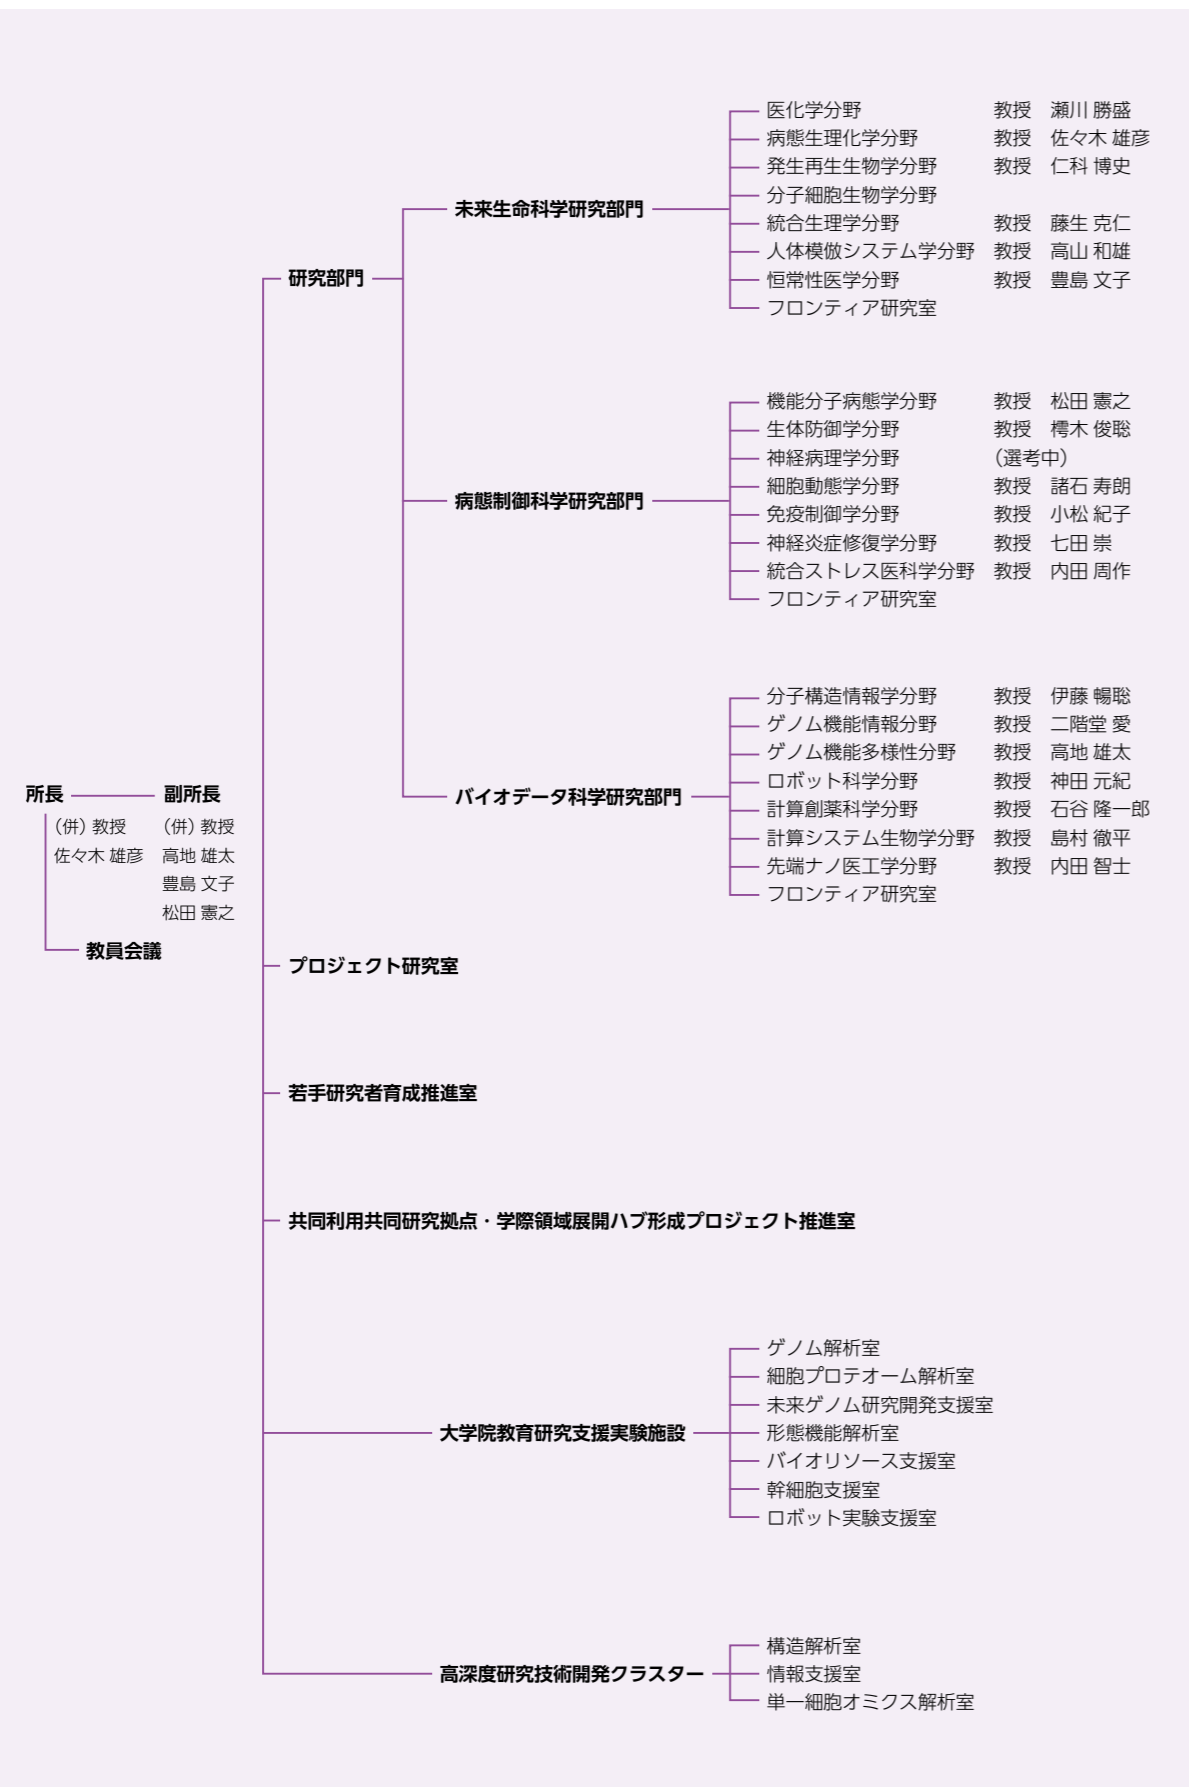 医化学分野 教授 瀬川 勝盛
病態生理化学分野 教授 佐々木 雄彦
発生再生生物学分野 教授 仁科 博史
分子細胞生物学分野
統合生理学分野 教授 藤生 克仁
人体模倣システム学分野 教授 高山 和雄
恒常性医学分野 教授 豊島 文子
フロンティア研究室
未来生命科学研究部門
研究部門
機能分子病態学分野 教授 松田 憲之
生体防御学分野 教授 樗木 俊聡
神経病理学分野 (選考中)
細胞動態学分野 教授 諸石 寿朗
免疫制御学分野 教授 小松 紀子
神経炎症修復学分野 教授 七田 崇
統合ストレス医科学分野 教授 内田 周作
フロンティア研究室
病態制御科学研究部門
分子構造情報学分野 教授 伊藤 暢聡
ゲノム機能情報分野 教授 二階堂 愛
ゲノム機能多様性分野 教授 高地 雄太
ロボット科学分野 教授 神田 元紀
計算創薬科学分野 教授 石谷 隆一郎
計算システム生物学分野 教授 島村 徹平
先端ナノ医工学分野 教授 内田 智士
フロンティア研究室
バイオデータ科学研究部門
所長 副所長
(併) 教授 (併) 教授
佐々木 雄彦 高地 雄太
豊島 文子
松田 憲之
教員会議
プロジェクト研究室
若手研究者育成推進室
共同利用共同研究拠点・学際領域展開ハブ形成プロジェクト推進室
ゲノム解析室
細胞プロテオーム解析室
未来ゲノム研究開発支援室
大学院教育研究支援実験施設 形態機能解析室
バイオリソース支援室
幹細胞支援室
ロボット実験支援室
構造解析室
高深度研究技術開発クラスター 情報支援室
単一細胞オミクス解析室